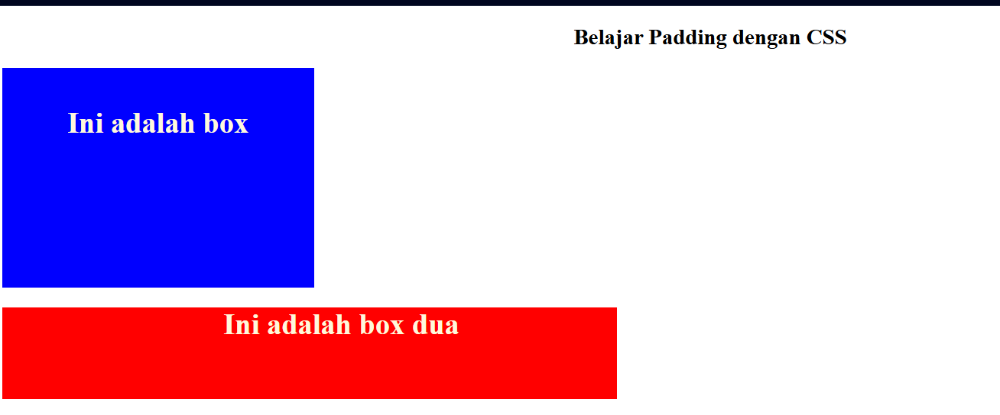 Belajar Padding dengan CSS
Ini adalah box
Ini adalah box dua